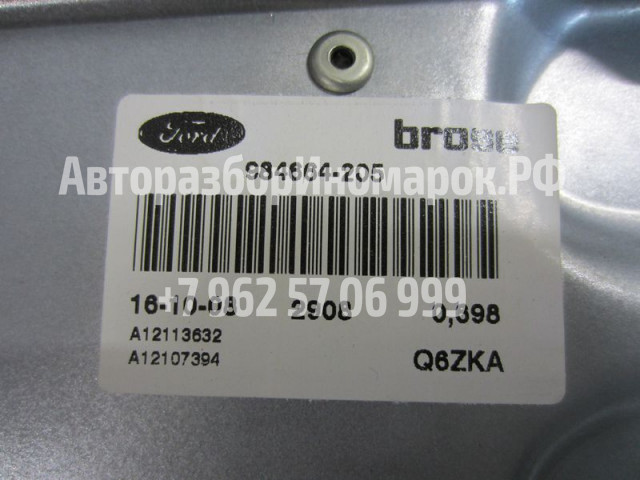 Ford brose
984664-205
Авторазбор Иномарок.РФ
16-10-08 2908 0,698
+7 962 57 06 999
A12113632
A12107394 Q6ZKA